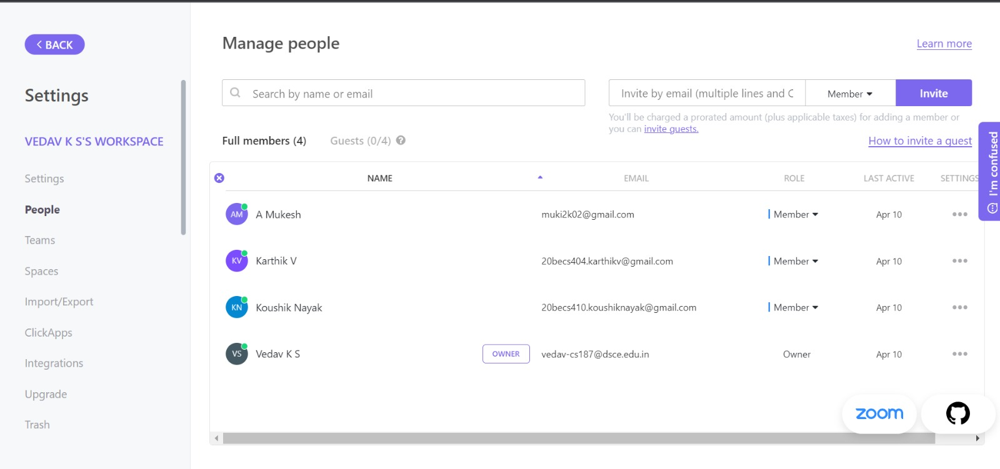 BACK
Settings
VEDAV K S'S WORKSPACE
Settings
People
Teams
Spaces
Import/Export
ClickApps
Integrations
Upgrade
Trash
Manage people
Learn more
Search by name or email
Invite by email (multiple lines and C
Member
Invite
You'll be charged a prorated amount (plus applicable taxes) for adding a member or
you can invite guests.
Full members (4) Guests (0/4) ?
How to invite a guest
I'm confused
NAME EMAIL ROLE LAST ACTIVE SETTINGS
AM A Mukesh muki2k02@gmail.com Member Apr 10
KV Karthik V 20becs404.karthikv@gmail.com Member Apr 10
KN Koushik Nayak 20becs410.koushiknayak@gmail.com Member Apr 10
VS Vedav K S OWNER vedav-cs187@dsce.edu.in Owner Apr 10
zoom